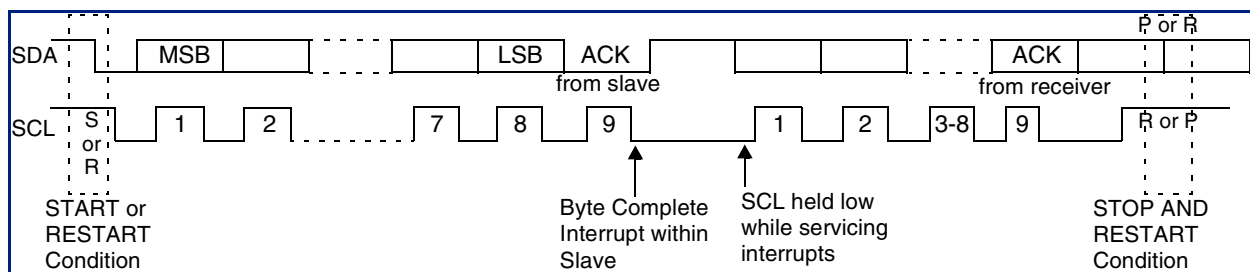 P or R
SDA
MSB
LSB
ACK
ACK
from slave
from receiver
SCL
S
or
R
1
2
7
8
9
1
2
3-8
9
R or P
START or
RESTART
Condition
Byte Complete
Interrupt within
Slave
SCL held low
while servicing
interrupts
STOP AND
RESTART
Condition